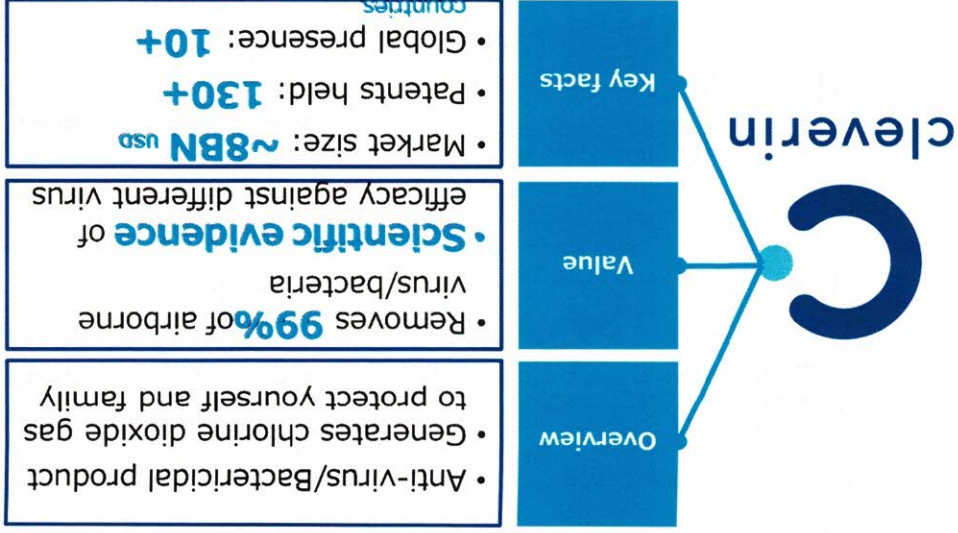 cleverin
Overview
• Anti-virus/Bactericidal product
• Generates chlorine dioxide gas
to protect yourself and family
Value
• Removes 99%of airborne
virus/bacteria
• Scientific evidence of
efficacy against different virus
Key facts
• Market size: ~8BN USD
• Patents held: 130+
• Global presence: 10+
countries